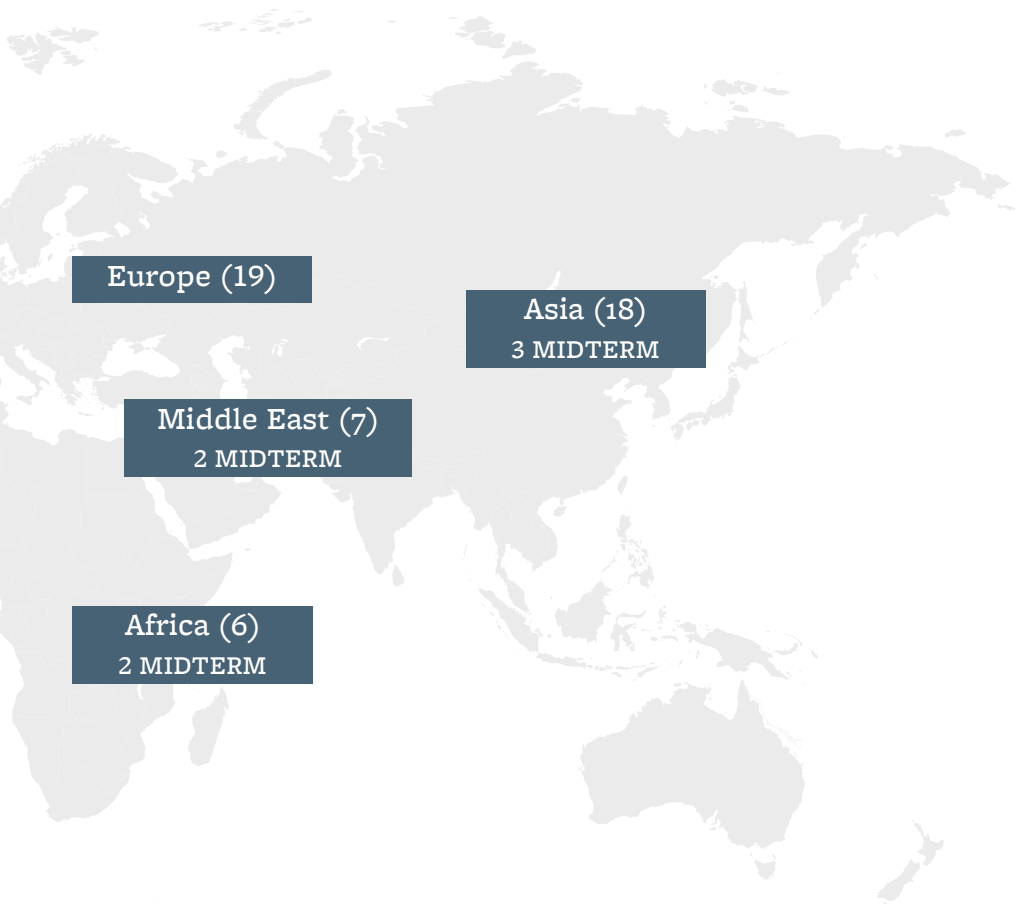 Europe (19)
Asia (18)
3 MIDTERM
Middle East (7)
2 MIDTERM
Africa (6)
2 MIDTERM